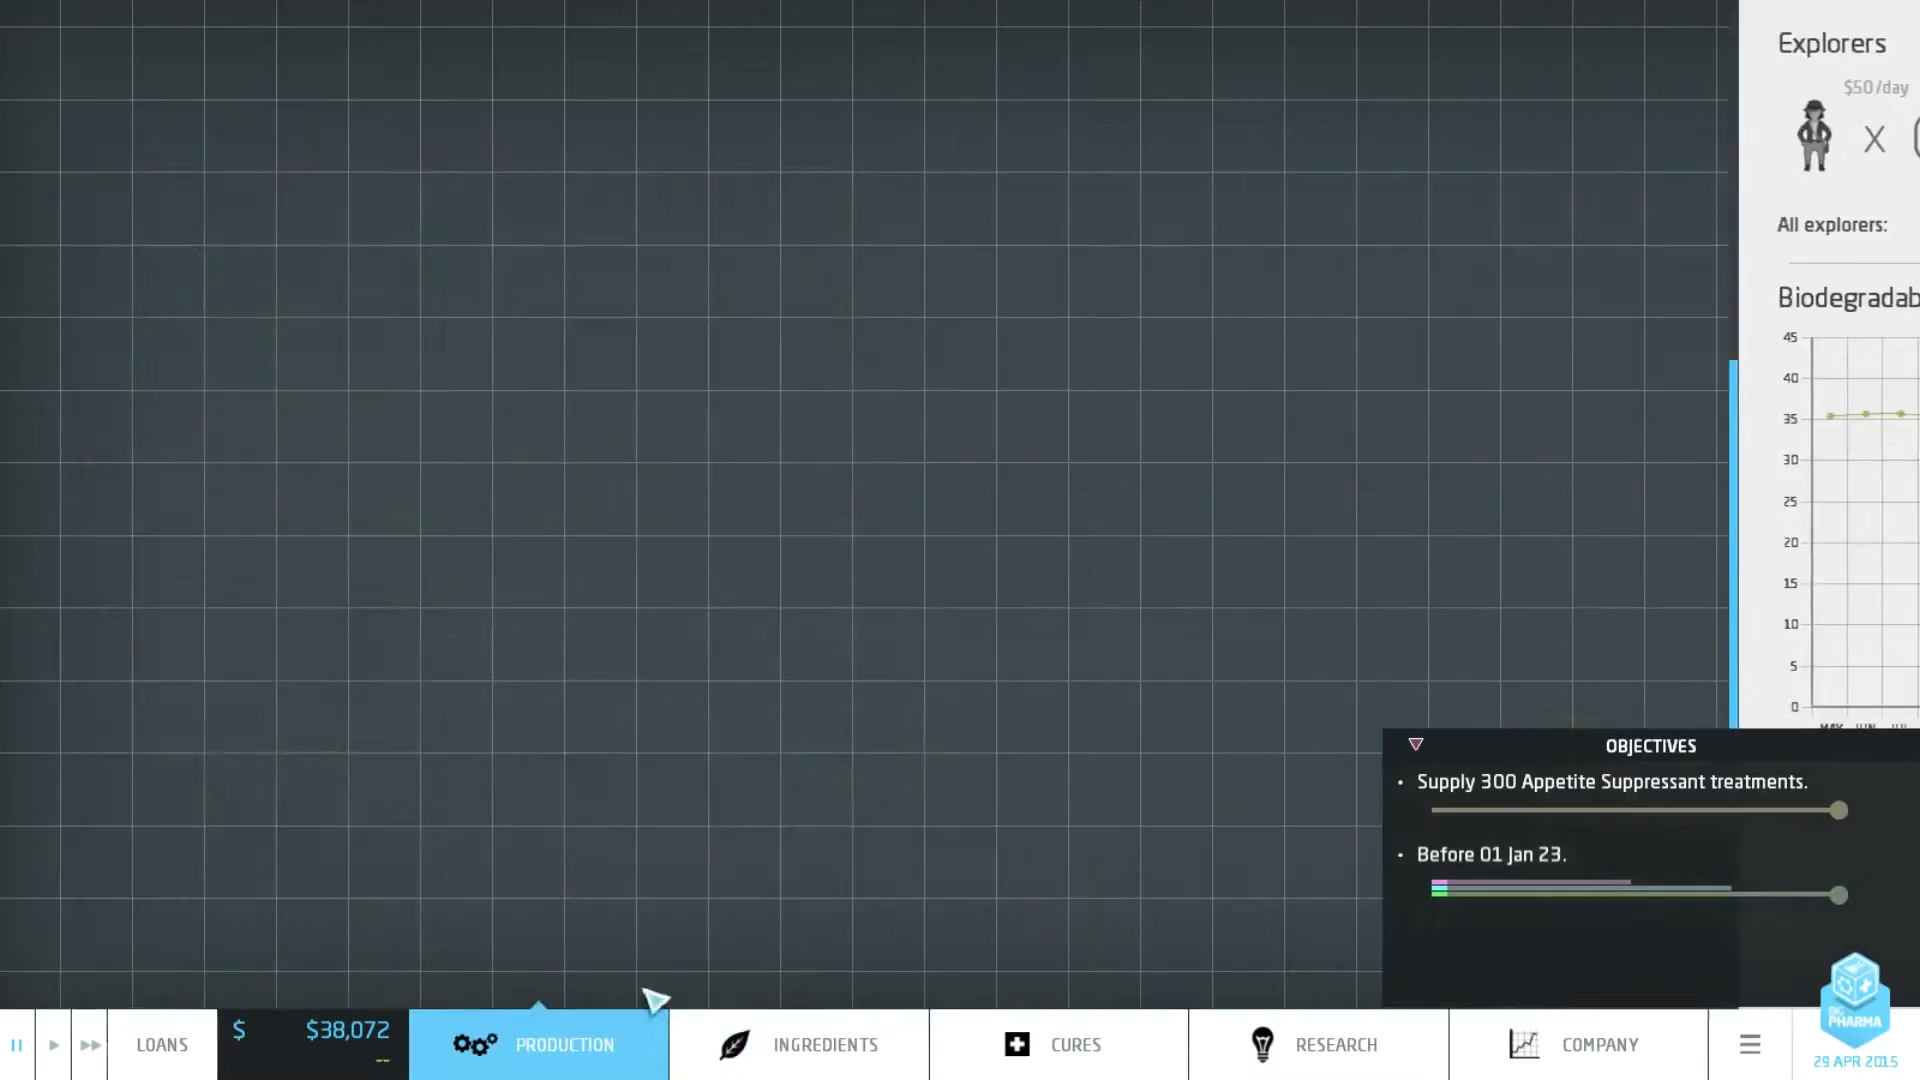 Explorers
$50/day
X
All explorers:
Biodegradab
45
40
35
30
25
20
15
10
5
0
OBJECTIVES
• Supply 300 Appetite Suppressant treatments.
• Before 01 Jan 23.
LOANS
$ $38,072
--
PRODUCTION
INGREDIENTS
CURES
RESEARCH
COMPANY
BIG
PHARMA
29 APR 2015